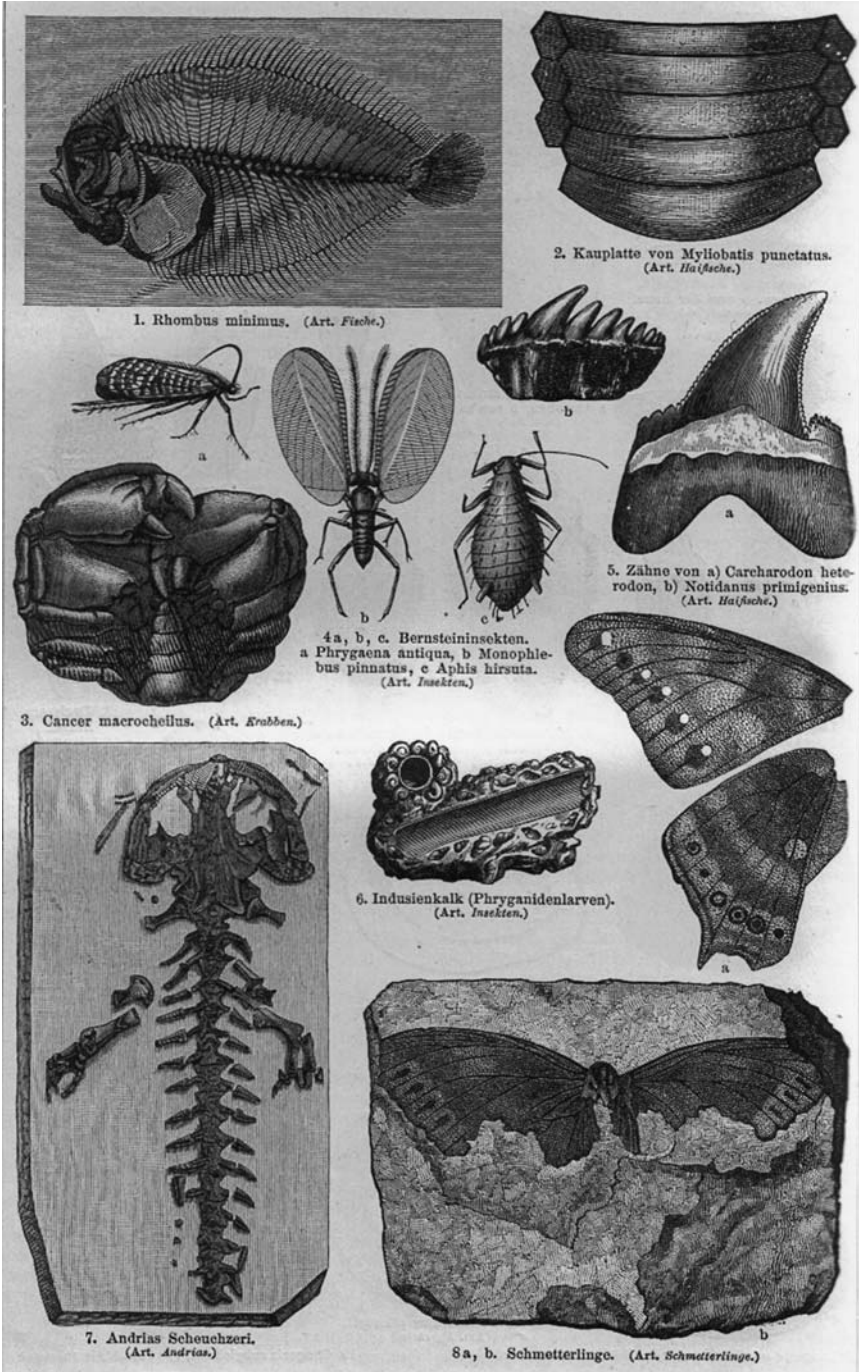 1. Rhombus minimus. (Art. Fische.)
2. Kauplatte von Myliobatis punctatus.
(Art. Haifische.)
a
b
c
4a, b, c. Bernsteininsekten.
a Phrygaena antiqua, b Monophle-
bus pinnatus, c Aphis hirsuta.
(Art. Insekten.)
b
a
5. Zähne von a) Carcharodon hete-
rodon, b) Notidanus primigenius.
(Art. Haifische.)
3. Cancer macrocheilus. (Art. Krabben.)
6. Indusienkalk (Phryganidenlarven).
(Art. Insekten.)
a
7. Andrias Scheuchzeri.
(Art. Andrias.)
b
8a, b. Schmetterlinge. (Art. Schmetterlinge.)